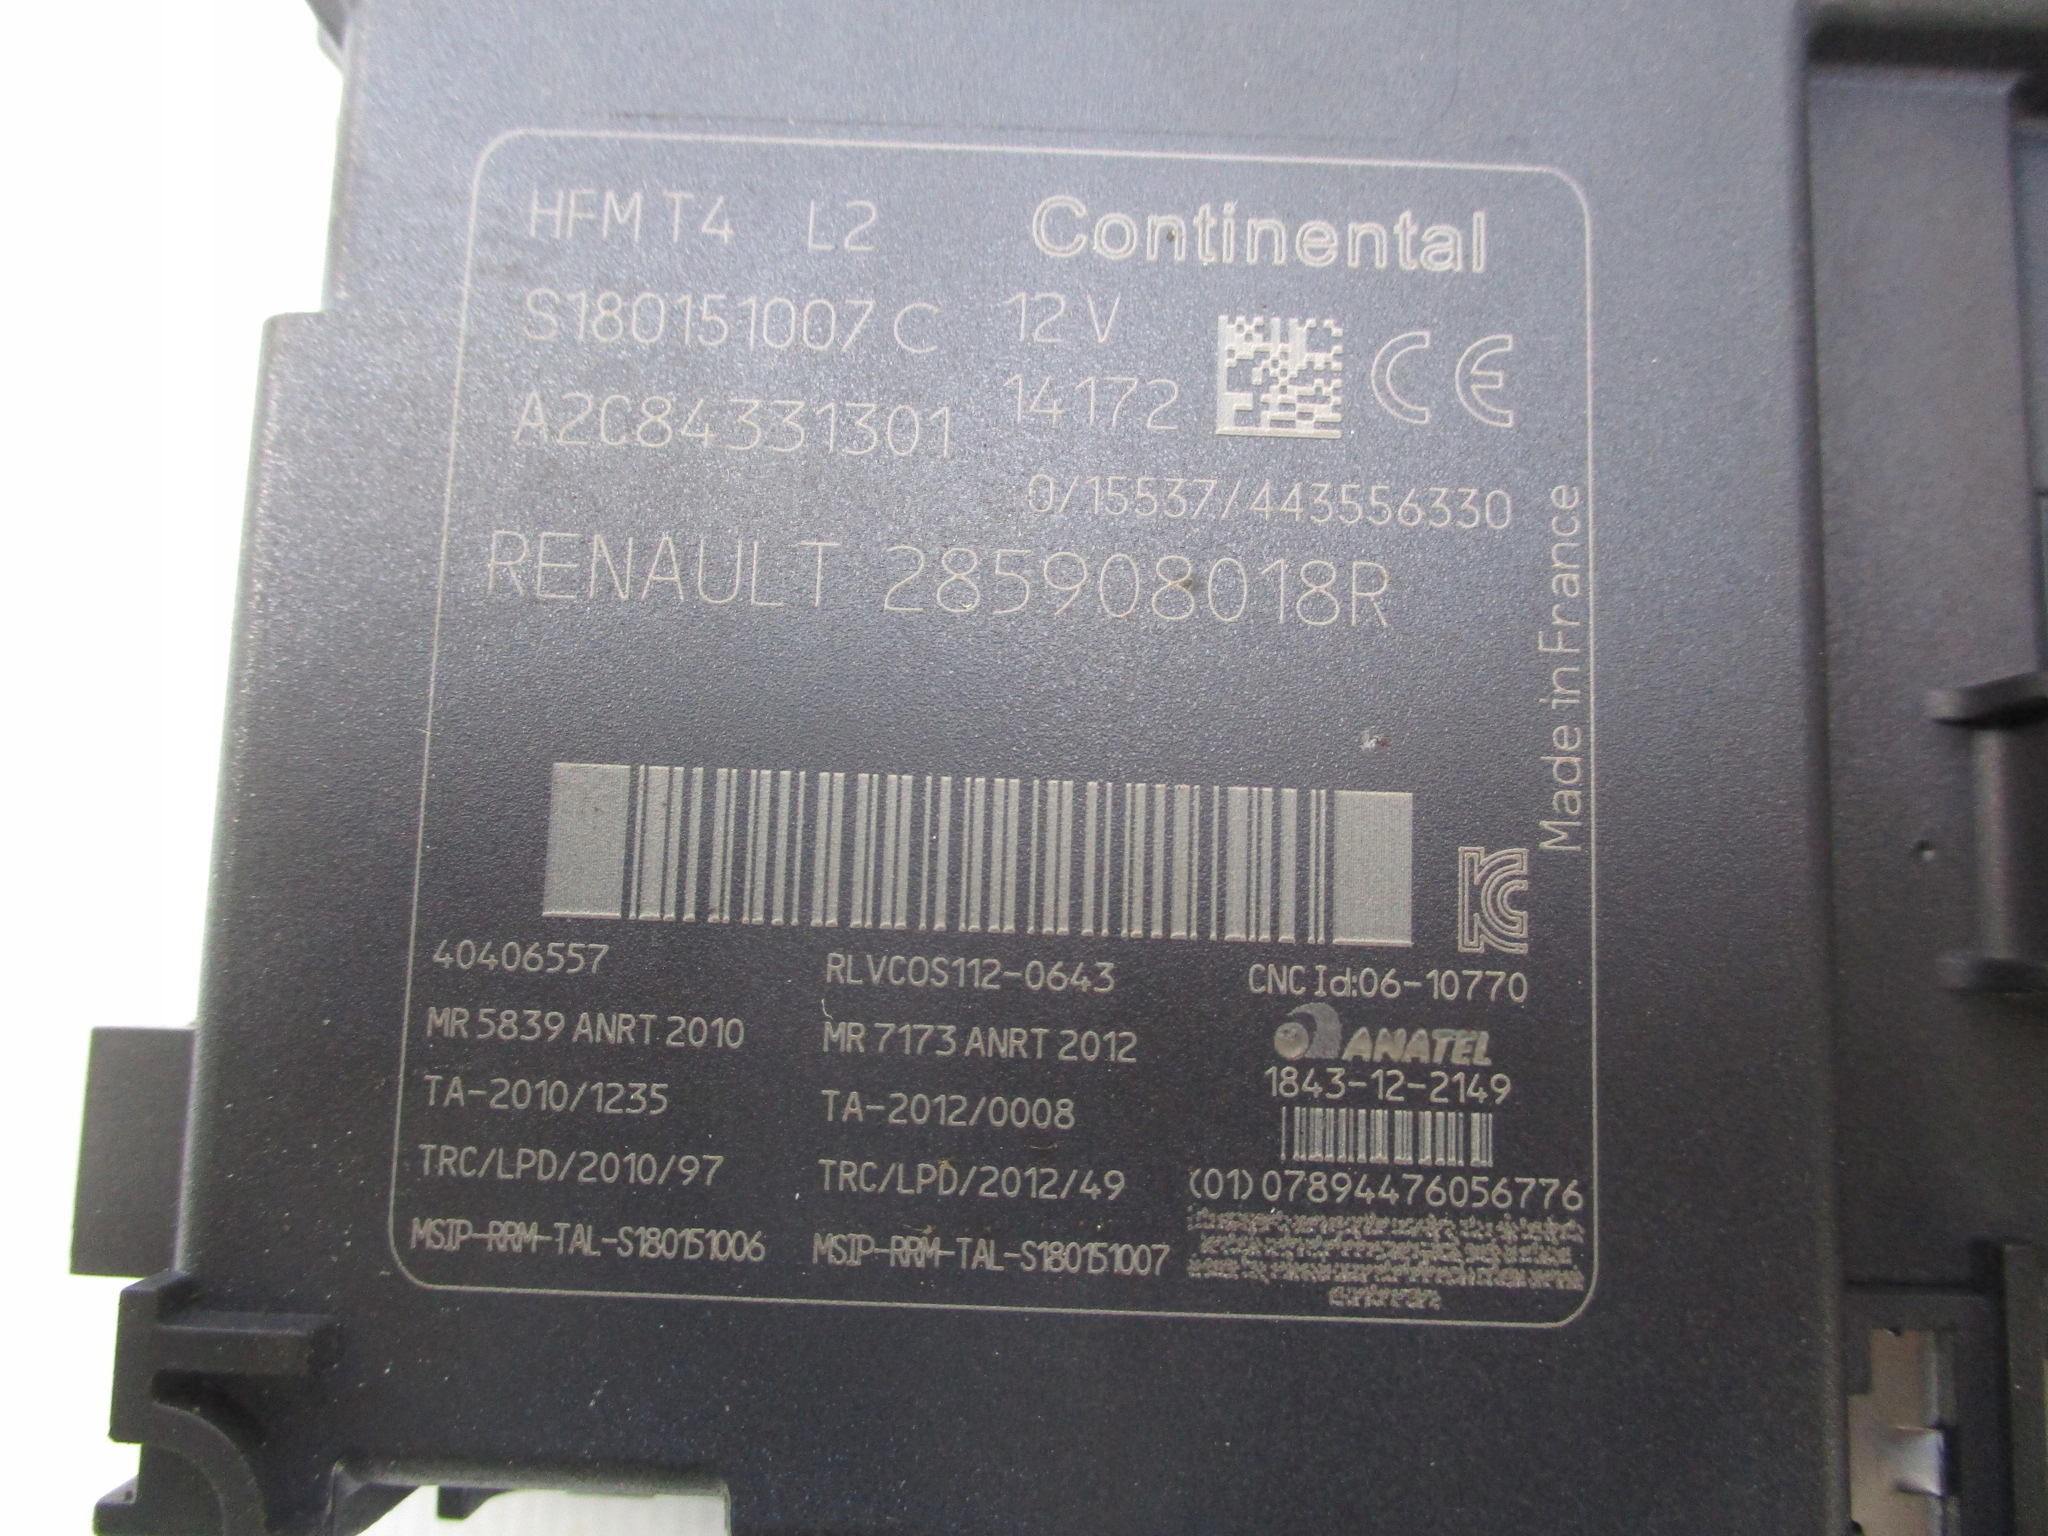 HFM T4 L2 Continental
S180151007 C 12 V
CE
A2C84331301 14172
0/15537/443556330
RENAULT 285908018R
Made in France
40406557 RLVCOS112-0643 CNC Id:06-10770
MR 5839 ANRT 2010 MR 7173 ANRT 2012 ANATEL
TA-2010/1235 TA-2012/0008 1843-12-2149
TRC/LPD/2010/97 TRC/LPD/2012/49 (01)07894476056776
MSIP-RRM-TAL-S180151006 MSIP-RRM-TAL-S180151007